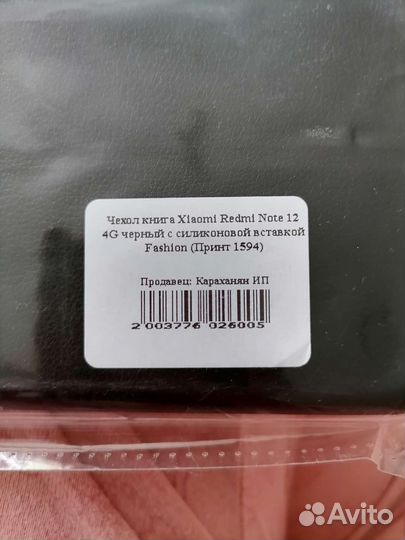 Чехол книга Xiaomi Redmi Note 12
4G черный с силиконовой вставкой
Fashion (Принт 1594)
Продавец: Караханян ИП
2 003776 026005
Avito